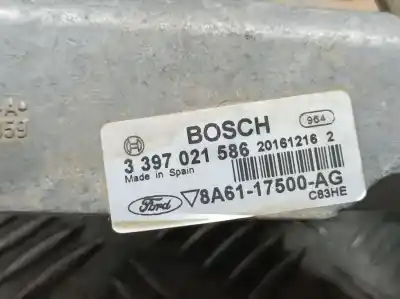 BOSCH
964
3 397 021 586 20161216 2
Made in Spain
Ford
8A61-17500-AG
C83HE